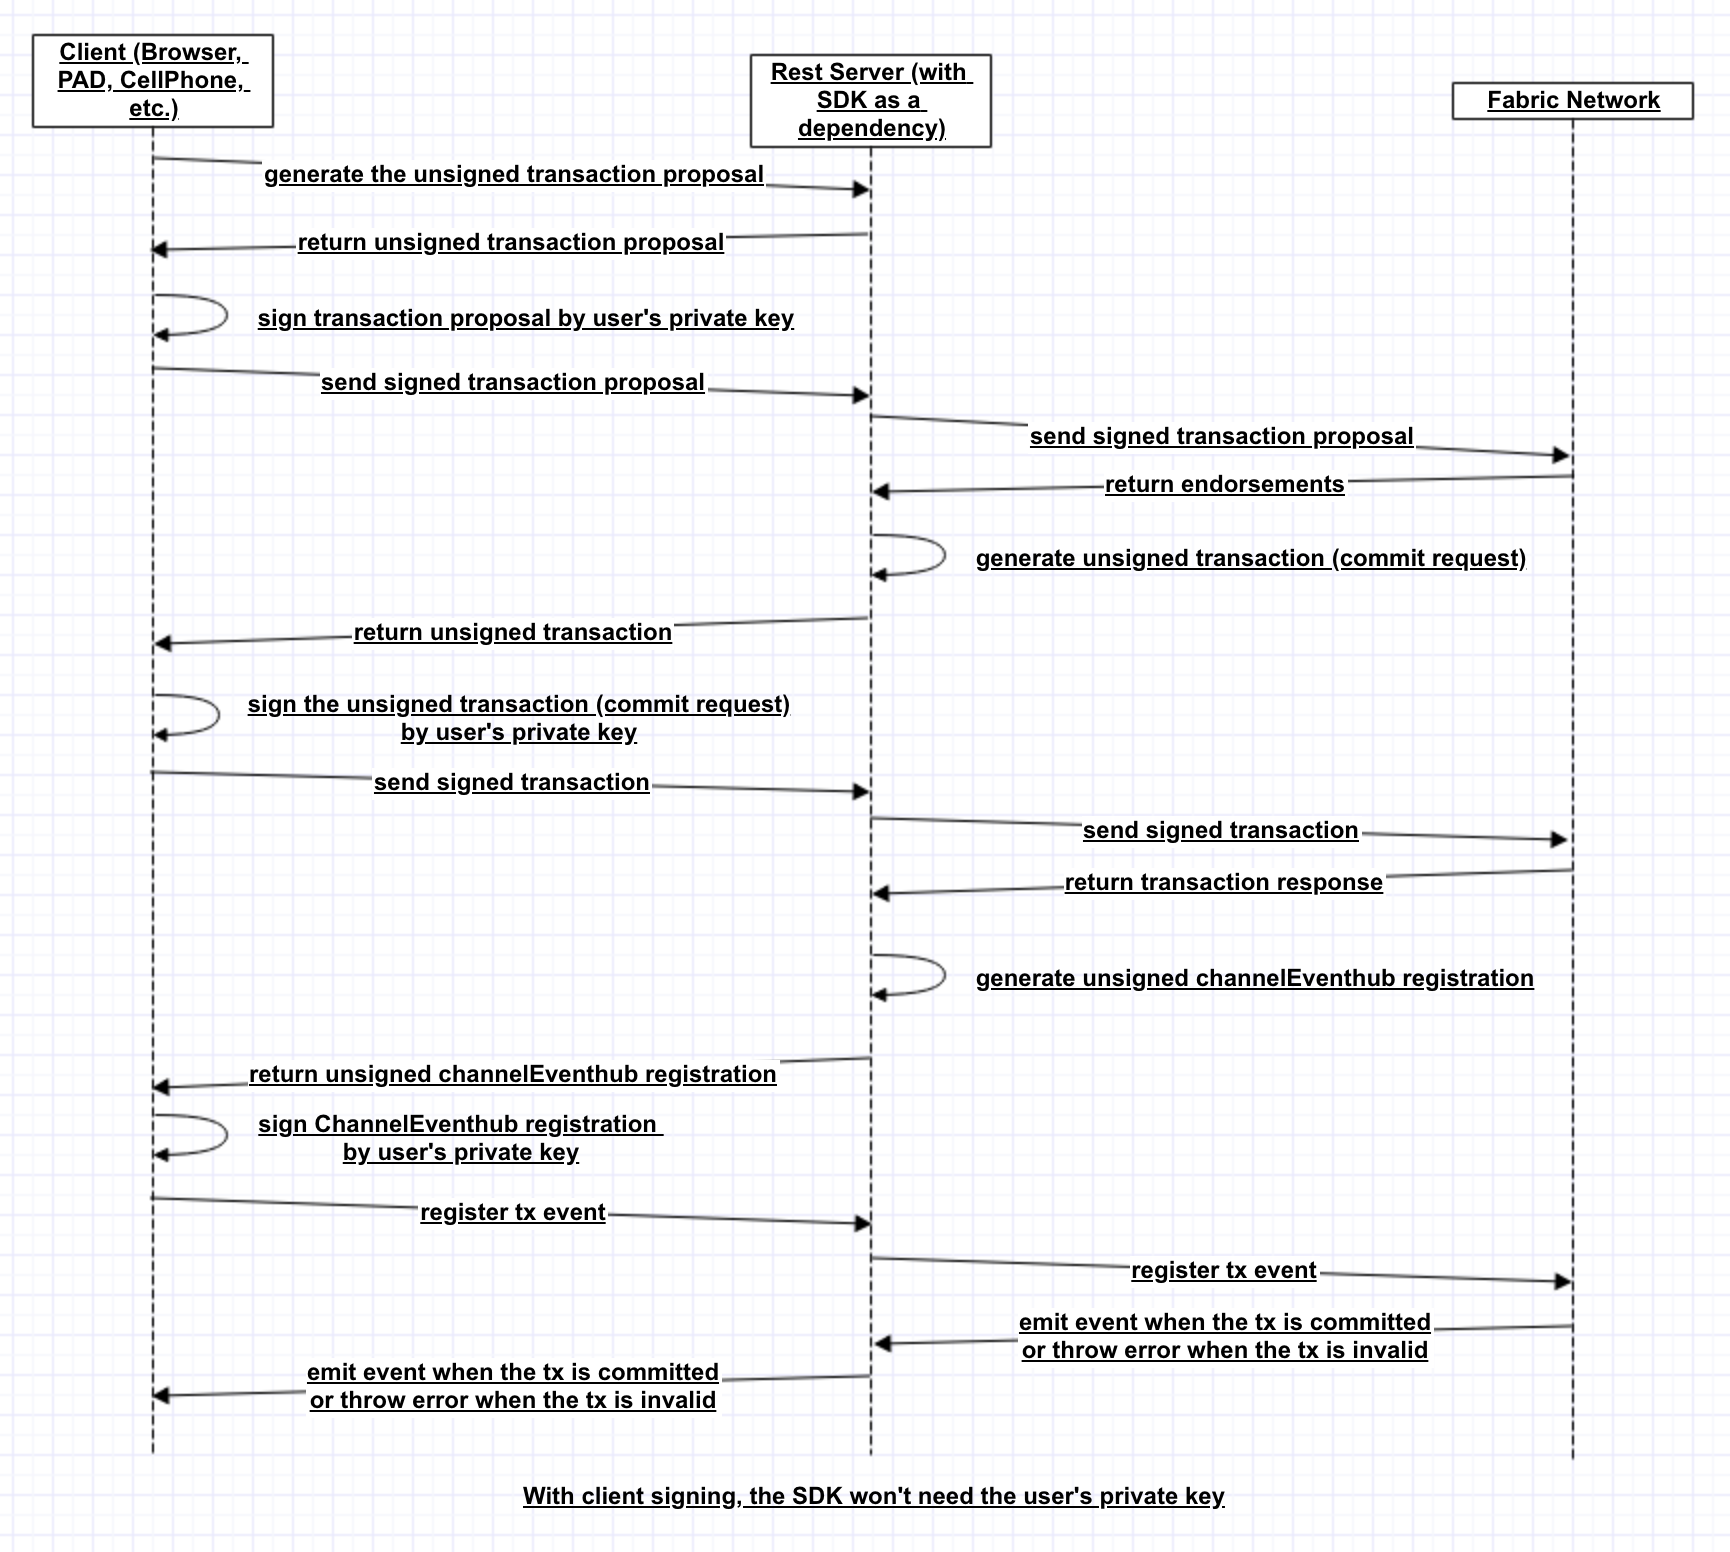 Client (Browser,
PAD, CellPhone,
etc.)
Rest Server (with
SDK as a
dependency)
Fabric Network
generate the unsigned transaction proposal
return unsigned transaction proposal
sign transaction proposal by user's private key
send signed transaction proposal
send signed transaction proposal
return endorsements
generate unsigned transaction (commit request)
return unsigned transaction
sign the unsigned transaction (commit request)
by user's private key
send signed transaction
send signed transaction
return transaction response
generate unsigned channelEventhub registration
return unsigned channelEventhub registration
sign ChannelEventhub registration
by user's private key
register tx event
register tx event
emit event when the tx is committed
or throw error when the tx is invalid
emit event when the tx is committed
or throw error when the tx is invalid
With client signing, the SDK won't need the user's private key